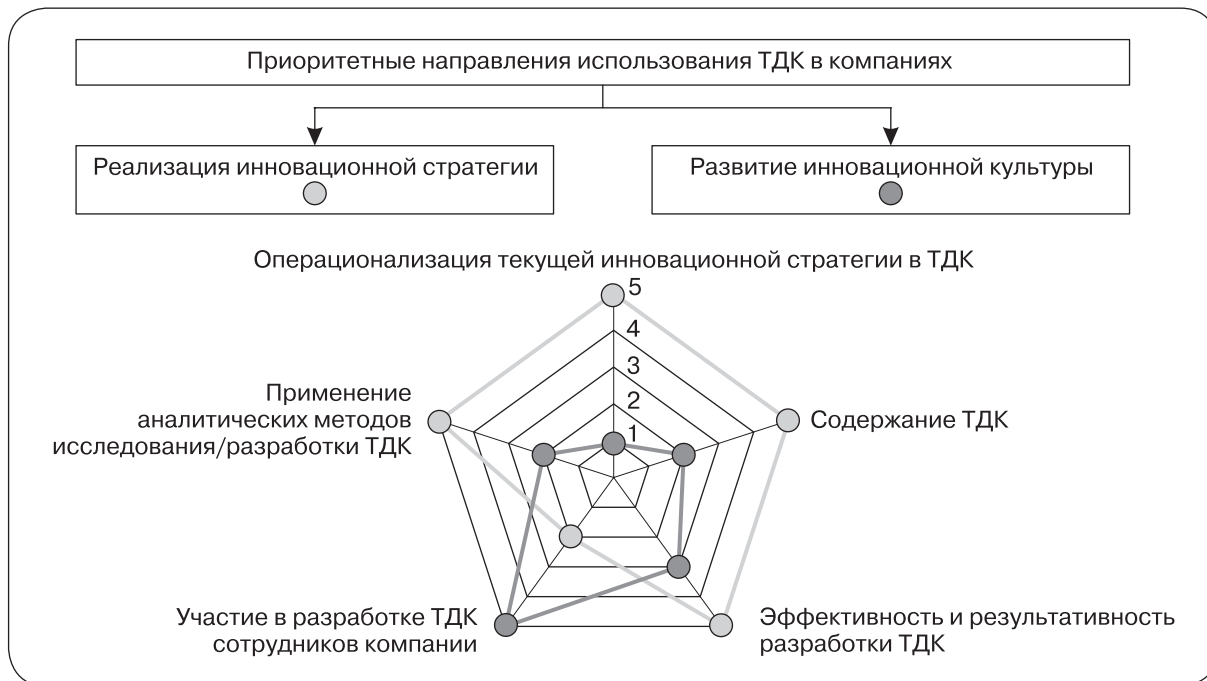 Приоритетные направления использования ТДК в компаниях
Реализация инновационной стратегии
Развитие инновационной культуры
Операционализация текущей инновационной стратегии в ТДК
5
4
3
2
1
Применение
аналитических методов
исследования/разработки ТДК
Содержание ТДК
Участие в разработке ТДК
сотрудников компании
Эффективность и результативность
разработки ТДК